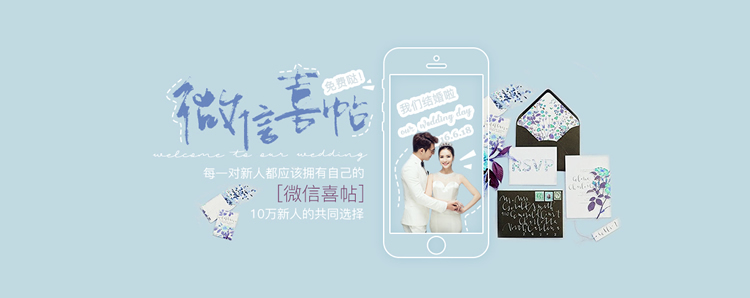 免费哒!
微信喜帖
welcome to our wedding
每一对新人都应该拥有自己的
[微信喜帖]
10万新人的共同选择
我们结婚啦
our wedding day
RSVP